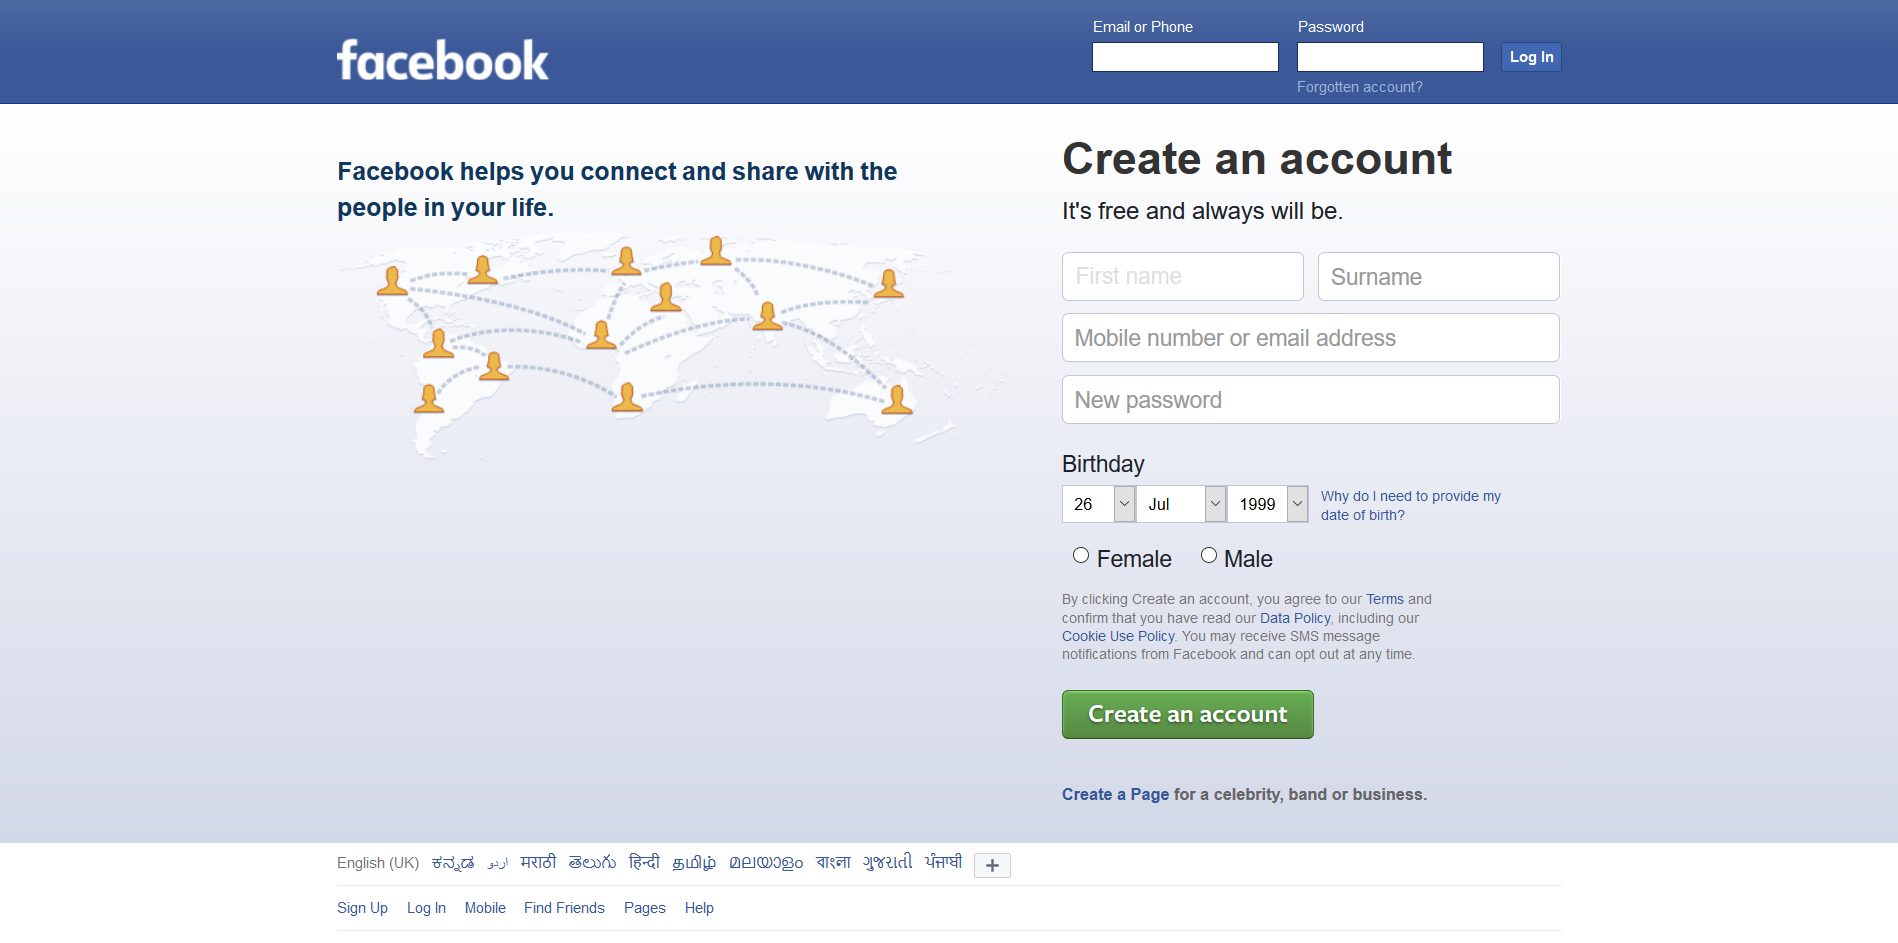 facebook
Email or Phone
Password
Log In
Forgotten account?
Facebook helps you connect and share with the
people in your life.
Create an account
It's free and always will be.
First name
Surname
Mobile number or email address
New password
Birthday
26
Jul
1999
Why do I need to provide my
date of birth?
Female
Male
By clicking Create an account, you agree to our Terms and
confirm that you have read our Data Policy, including our
Cookie Use Policy. You may receive SMS message
notifications from Facebook and can opt out at any time.
Create an account
Create a Page for a celebrity, band or business.
English (UK) ಕನ್ನಡ اردو मराठी తెలుగు हिन्दी தமிழ் മലയാളം বাংলা ગુજરાતી ਪੰਜਾਬੀ +
Sign Up Log In Mobile Find Friends Pages Help